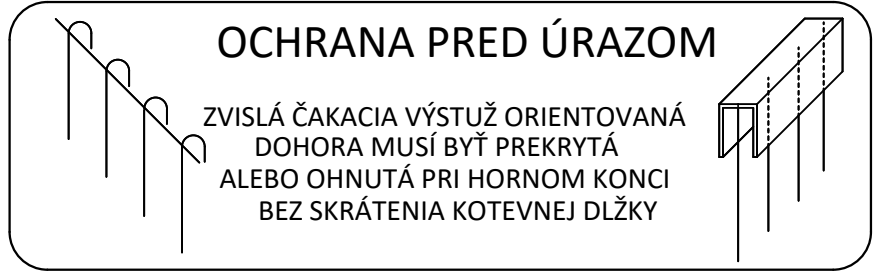 OCHRANA PRED ÚRAZOM
ZVISLÁ ČAKACIA VÝSTUŽ ORIENTOVANÁ
DOHORA MUSÍ BYŤ PREKRYTÁ
ALEBO OHNUTÁ PRI HORNOM KONCI
BEZ SKRÁTENIA KOTEVNEJ DLŽKY